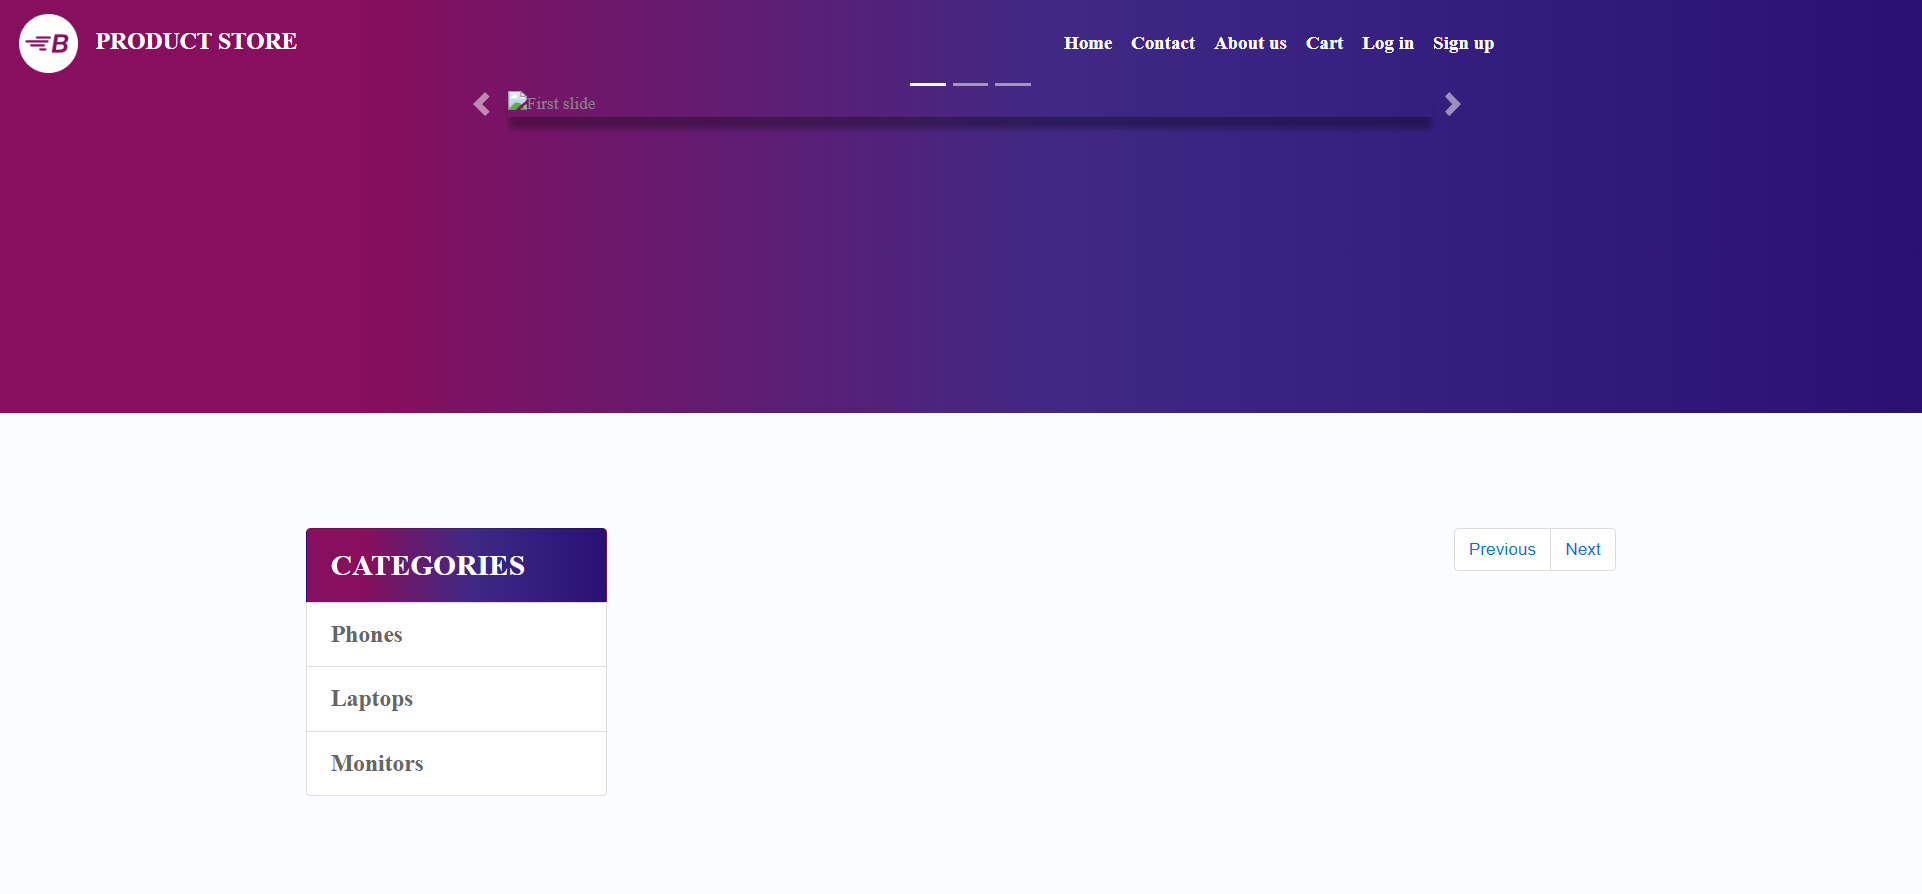 B PRODUCT STORE
Home Contact About us Cart Log in Sign up
First slide
CATEGORIES
Phones
Laptops
Monitors
Previous Next